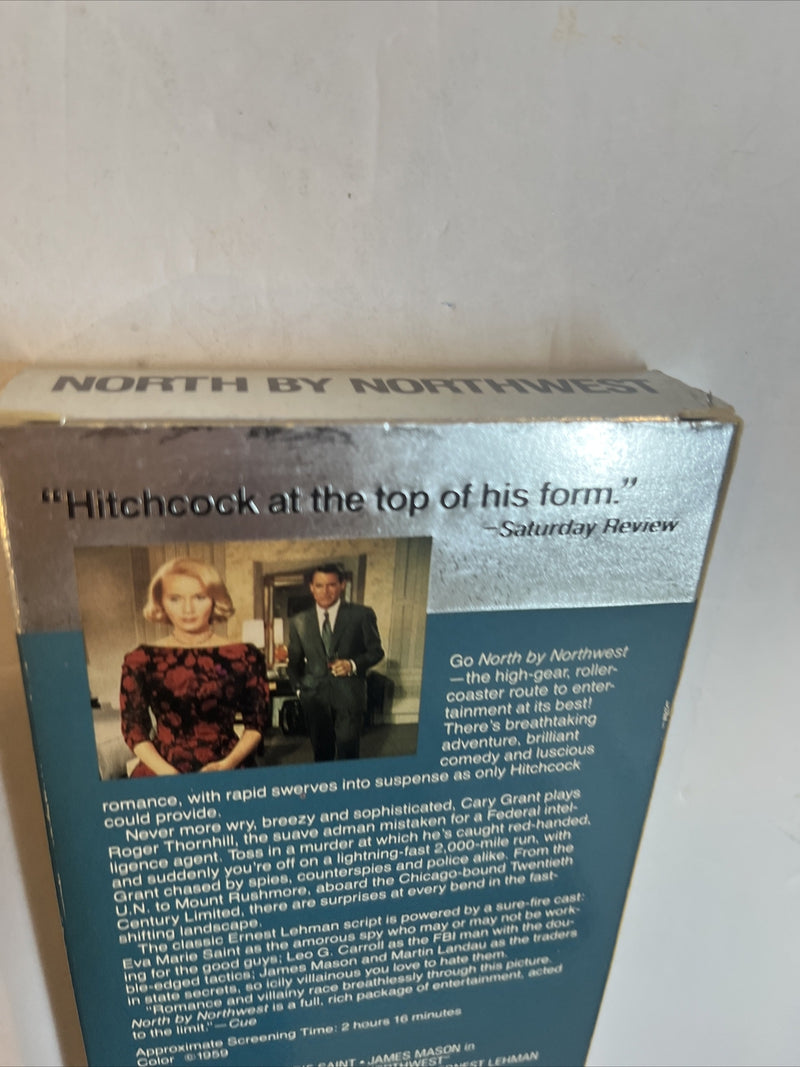 NORTH BY NORTHWEST
"Hitchcock at the top of his form."
—Saturday Review
Go North by Northwest
—the high-gear, roller-
coaster route to enter-
tainment at its best!
There's breathtaking
adventure, brilliant
comedy and luscious
romance, with rapid swerves into suspense as only Hitchcock
could provide.
Never more wry, breezy and sophisticated, Cary Grant plays
Roger Thornhill, the suave adman mistaken for a Federal intel-
ligence agent. Toss in a murder at which he's caught red-handed,
and suddenly you're off on a lightning-fast 2,000-mile run, with
Grant chased by spies, counterspies and police alike. From the
U.N. to Mount Rushmore, aboard the Chicago-bound Twentieth
Century Limited, there are surprises at every bend in the fast-
shifting landscape.
The classic Ernest Lehman script is powered by a sure-fire cast:
Eva Marie Saint as the amorous spy who may or may not be work-
ing for the good guys; Leo G. Carroll as the FBI man with the dou-
ble-edged tactics; James Mason and Martin Landau as the traders
in state secrets, so icily villainous you love to hate them.
"Romance and villainy race breathlessly through this picture.
North by Northwest is a full, rich package of entertainment, acted
to the limit."—Cue
Approximate Screening Time: 2 hours 16 minutes
Color ©1959
SAINT • JAMES MASON in
NORTHWEST"
ERNEST LEHMAN